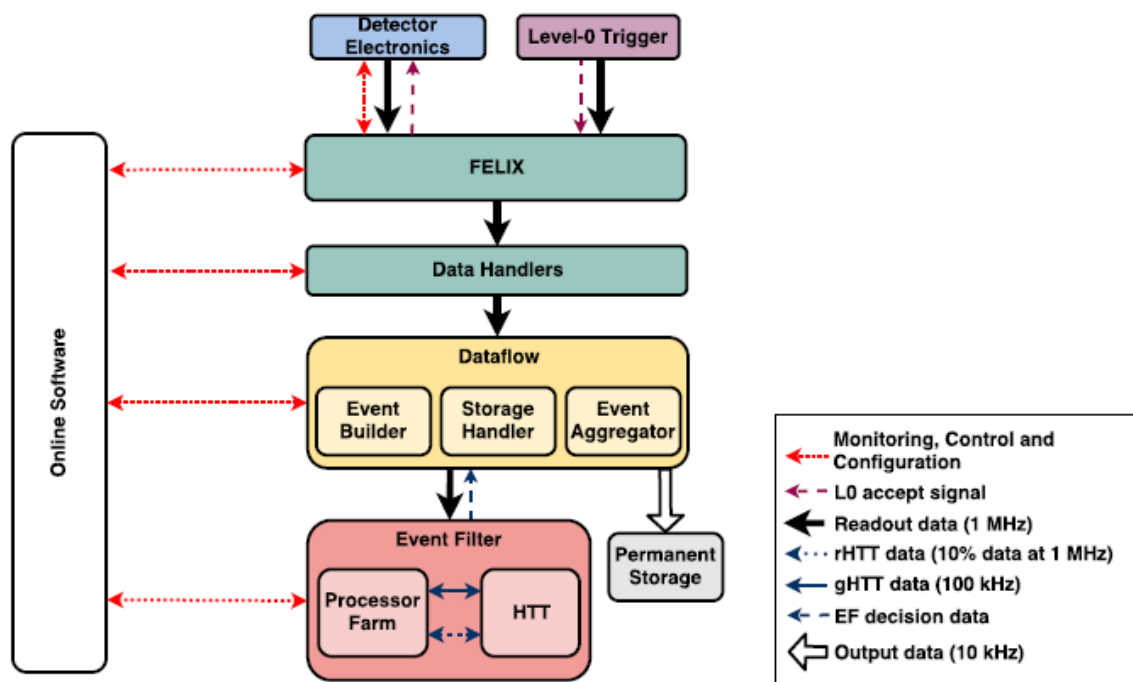 Detector
Electronics
Level-0 Trigger
FELIX
Data Handlers
Online Software
Dataflow
Event
Builder
Storage
Handler
Event
Aggregator
Event Filter
Processor
Farm
HTT
Permanent
Storage
Monitoring, Control and
Configuration
L0 accept signal
Readout data (1 MHz)
rHTT data (10% data at 1 MHz)
gHTT data (100 kHz)
EF decision data
Output data (10 kHz)